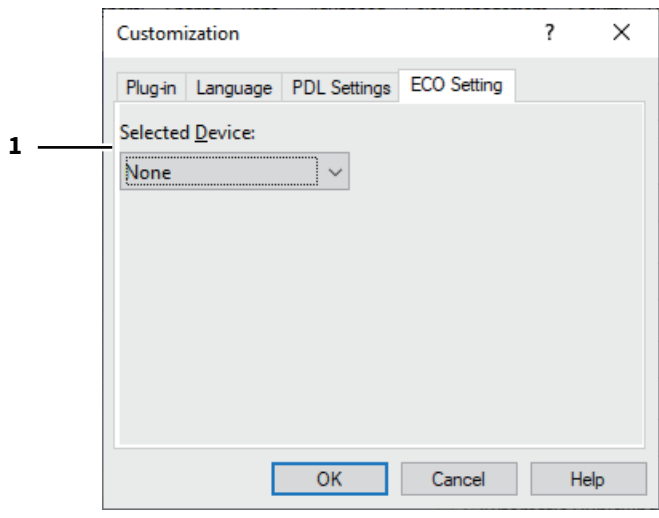 Customization
Plug-in Language PDL Settings ECO Setting
Selected Device:
1
None
OK Cancel Help